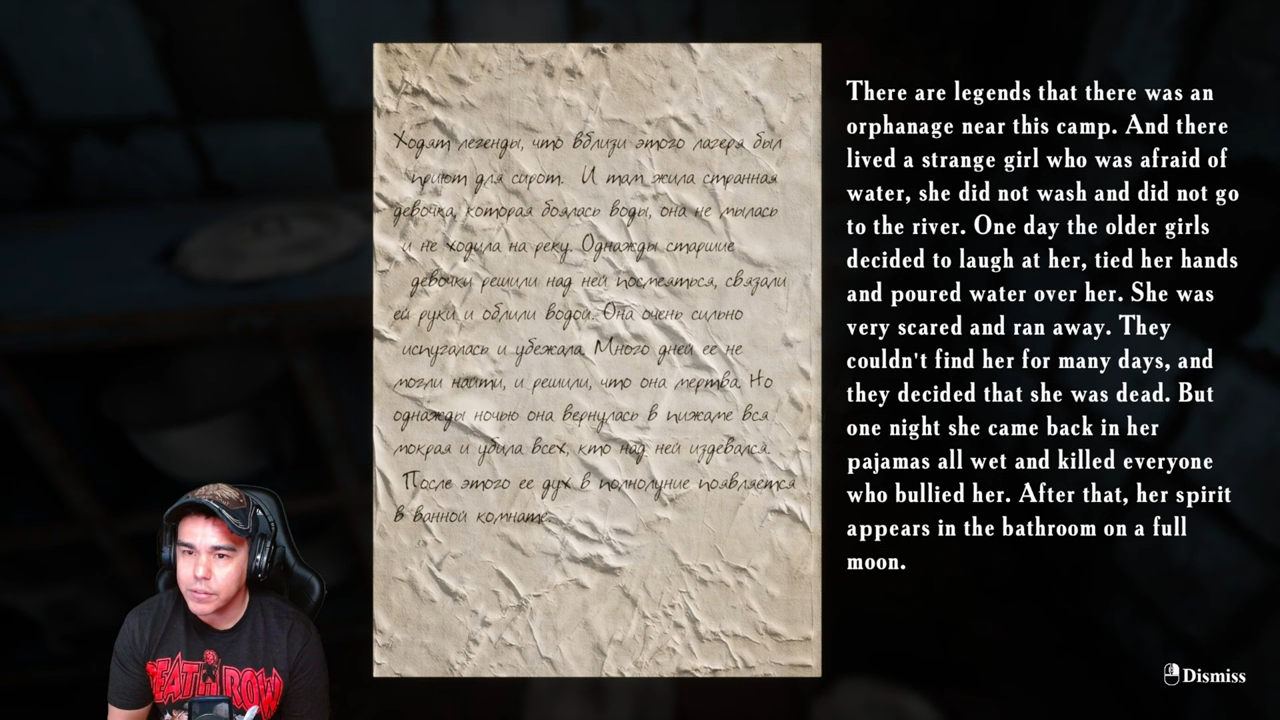 Ходят легенды, что вблизи этого лагеря был
приют для сирот. И там жила странная
девочка, которая боялась воды, она не мылась
и не ходила на реку. Однажды старшие
девочки решили над ней посмеяться, связали
ей руки и облили водой. Она очень сильно
испугалась и убежала. Много дней ее не
могли найти, и решили, что она мертва. Но
однажды ночью она вернулась в пижаме вся
мокрая и убила всех, кто над ней издевался.
После этого ее дух в полнолуние появляется
в ванной комнате.
There are legends that there was an
orphanage near this camp. And there
lived a strange girl who was afraid of
water, she did not wash and did not go
to the river. One day the older girls
decided to laugh at her, tied her hands
and poured water over her. She was
very scared and ran away. They
couldn't find her for many days, and
they decided that she was dead. But
one night she came back in her
pajamas all wet and killed everyone
who bullied her. After that, her spirit
appears in the bathroom on a full
moon.
DEATH ROW
Dismiss